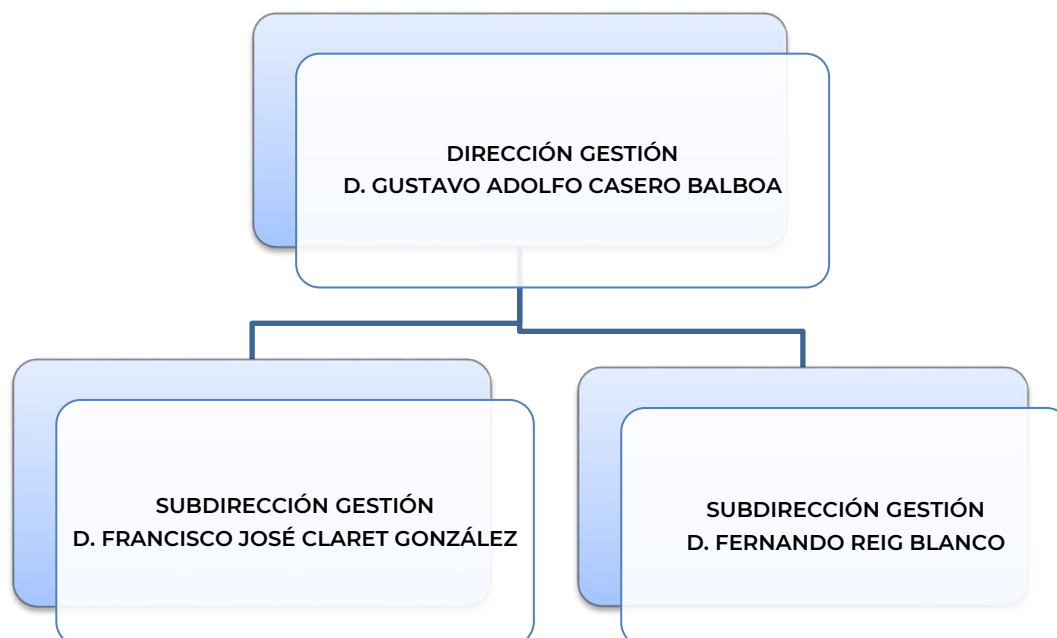 DIRECCIÓN GESTIÓN
D. GUSTAVO ADOLFO CASERO BALBOA
SUBDIRECCIÓN GESTIÓN
D. FRANCISCO JOSÉ CLARET GONZÁLEZ
SUBDIRECCIÓN GESTIÓN
D. FERNANDO REIG BLANCO